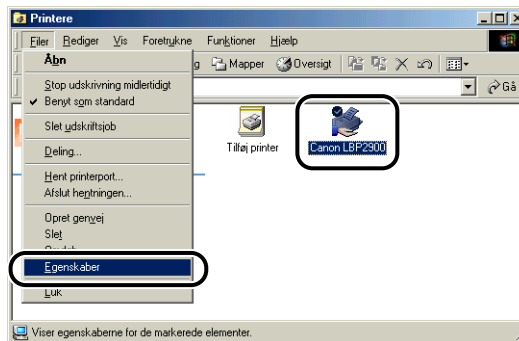 Printere
Filer Rediger Vis Foretrukne Funktioner Hjælp
g Mapper Oversigt
Gå
Åbn
Stop udskrivning midlertidigt
Benyt som standard
Slet udskriftsjob
Deling...
Hent printerport...
Afslut hentningen...
Opret genvej
Slet
Egenskaber
Luk
Tilføj printer
Canon LBP2900
Viser egenskaberne for de markerede elementer.